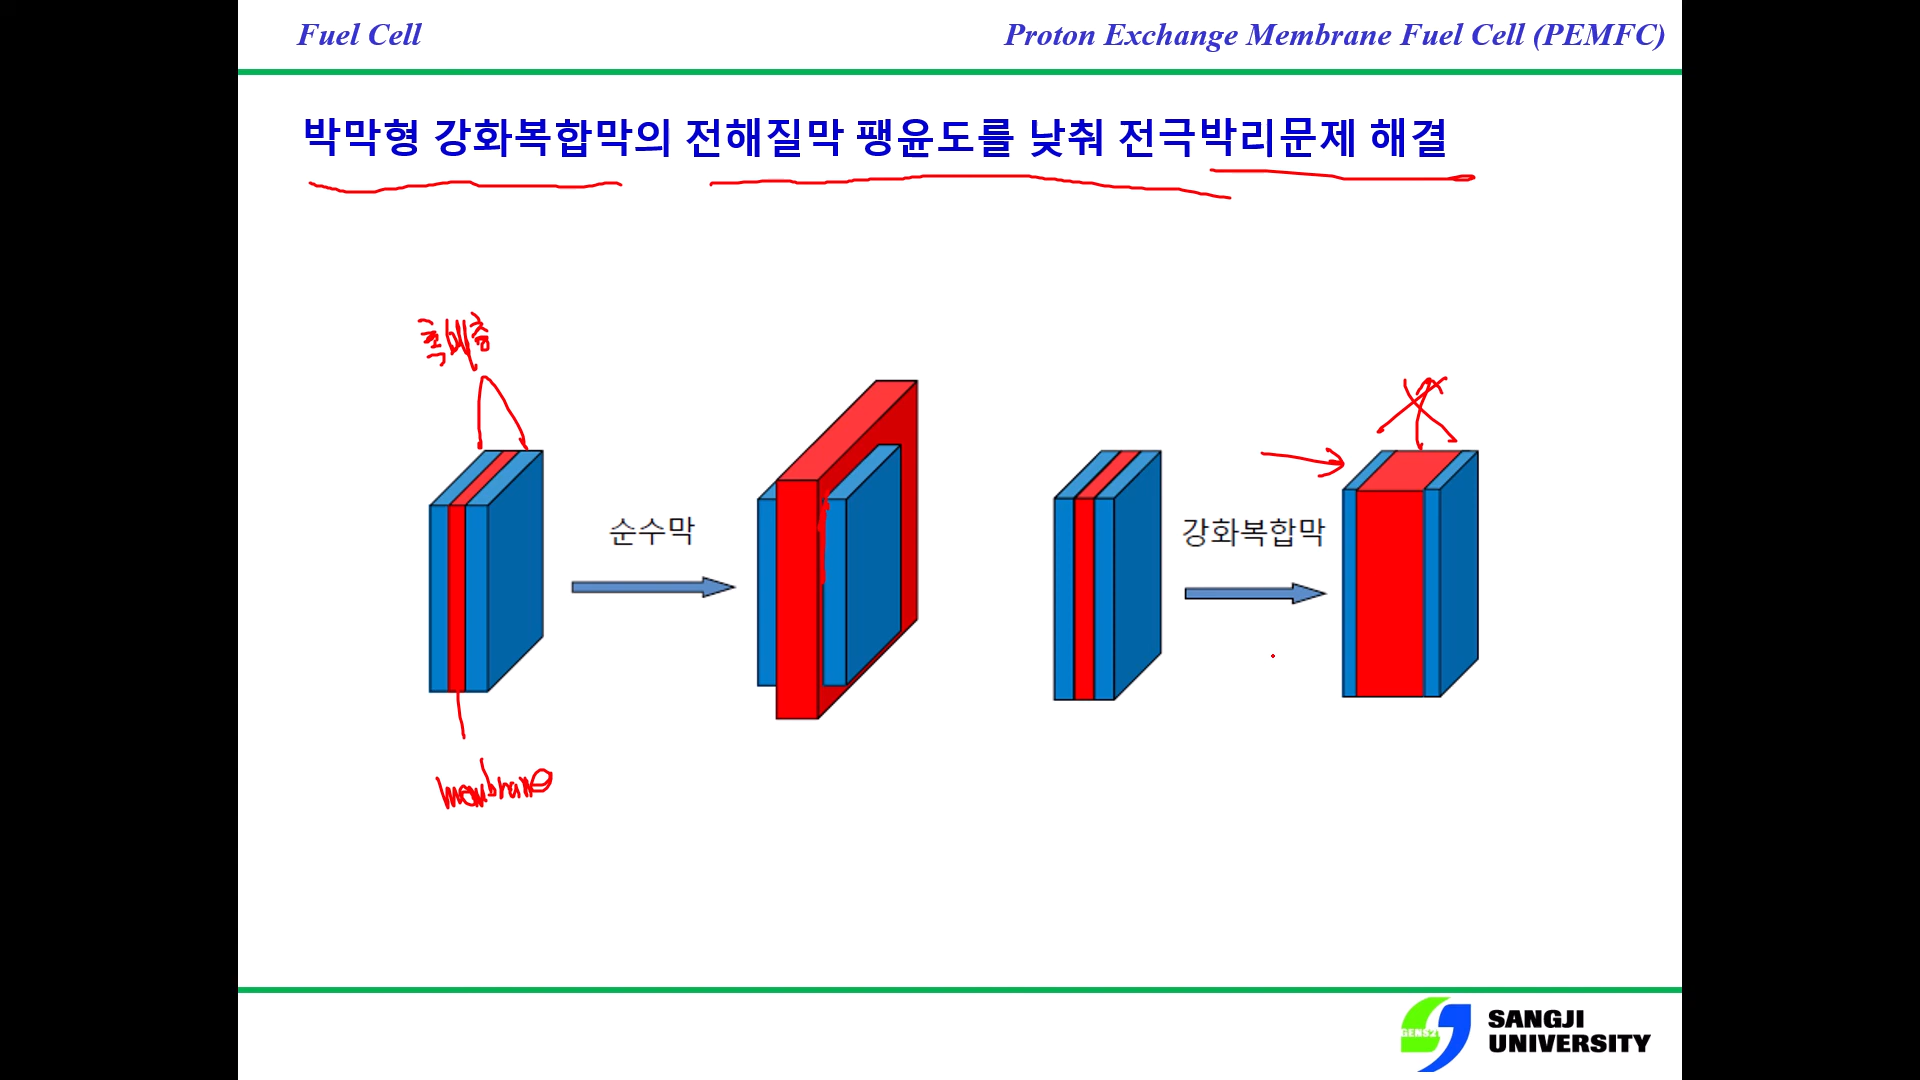 Fuel Cell
Proton Exchange Membrane Fuel Cell (PEMFC)
박막형 강화복합막의 전해질막 팽윤도를 낮춰 전극박리문제 해결
촉매층
순수막
강화복합막
membrane
GENS21
SANGJI
UNIVERSITY